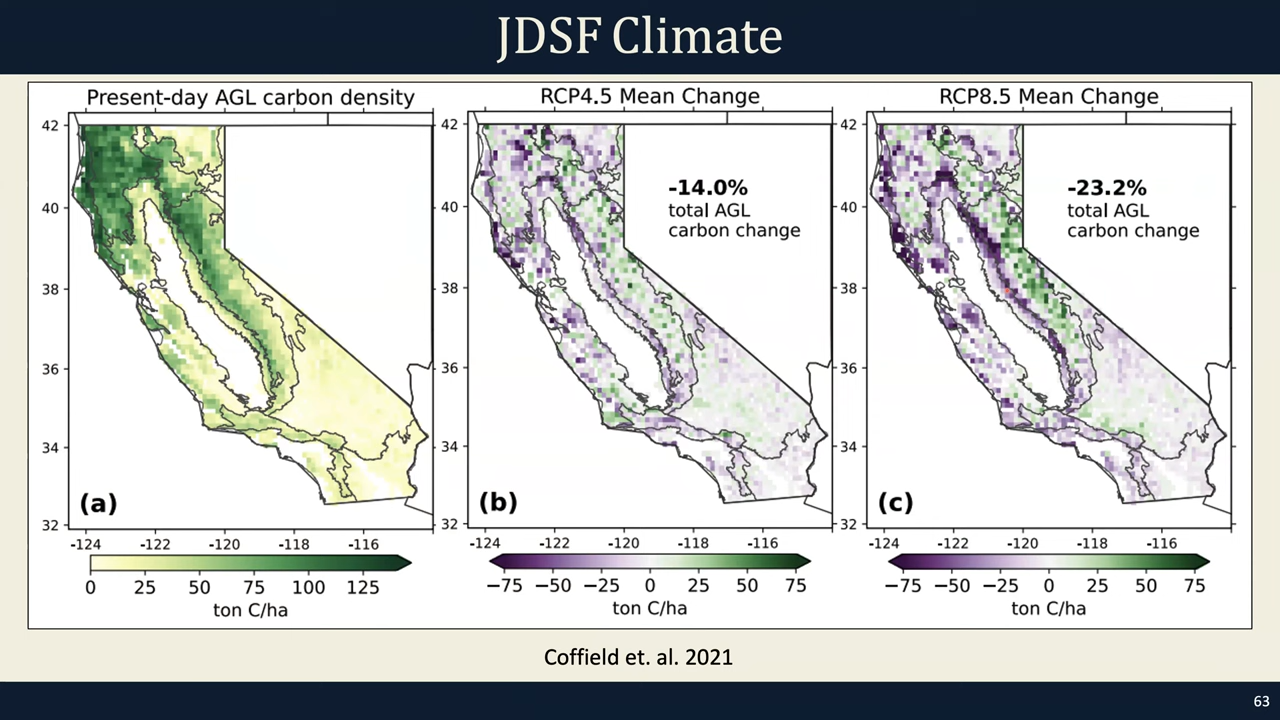 JDSF Climate
Present-day AGL carbon density
42
40
38
36
34
32
(a)
-124 -122 -120 -118 -116
0 25 50 75 100 125
ton C/ha
RCP4.5 Mean Change
42
40
38
36
34
32
-14.0%
total AGL
carbon change
(b)
-124 -122 -120 -118 -116
−75 −50 −25 0 25 50 75
ton C/ha
RCP8.5 Mean Change
42
40
38
36
34
32
-23.2%
total AGL
carbon change
(c)
-124 -122 -120 -118 -116
−75 −50 −25 0 25 50 75
ton C/ha
Coffield et. al. 2021
63